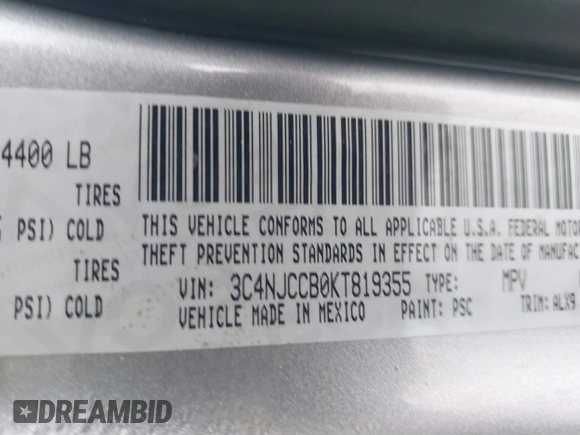 4400 LB
TIRES
PSI) COLD
TIRES
PSI) COLD
THIS VEHICLE CONFORMS TO ALL APPLICABLE U.S.A. FEDERAL MOTOR
THEFT PREVENTION STANDARDS IN EFFECT ON THE DATE OF MANUFAC
VIN: 3C4NJCCB0KT819355 TYPE: MPV
VEHICLE MADE IN MEXICO PAINT: PSC TRIM: ALX9
DREAMBID